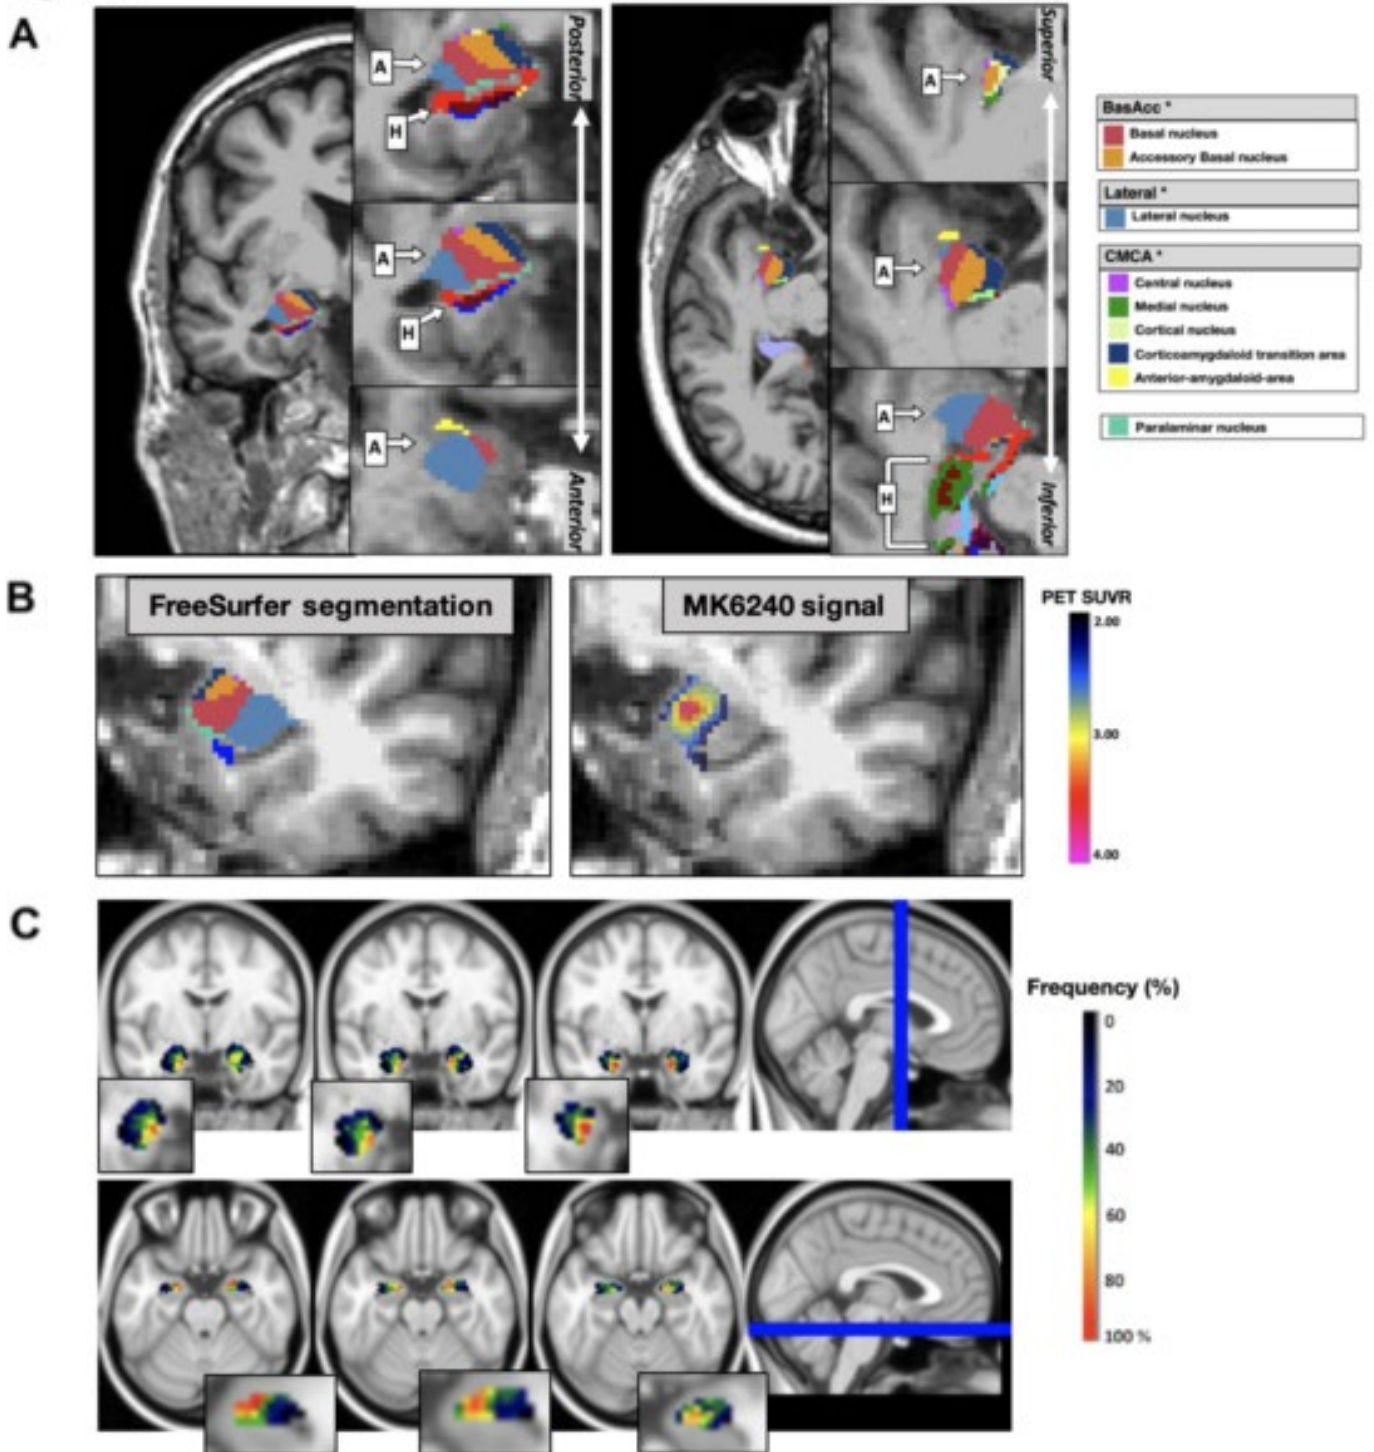 A
A
H
A
H
A
Posterior
Anterior
A
A
A
H
Superior
Inferior
BasAcc *
Basal nucleus
Accessory Basal nucleus
Lateral *
Lateral nucleus
CMCA *
Central nucleus
Medial nucleus
Cortical nucleus
Corticoamygdaloid transition area
Anterior-amygdaloid-area
Paralaminar nucleus
B
FreeSurfer segmentation
MK6240 signal
PET SUVR
2.00
3.00
4.00
C
Frequency (%)
0
20
40
60
80
100 %